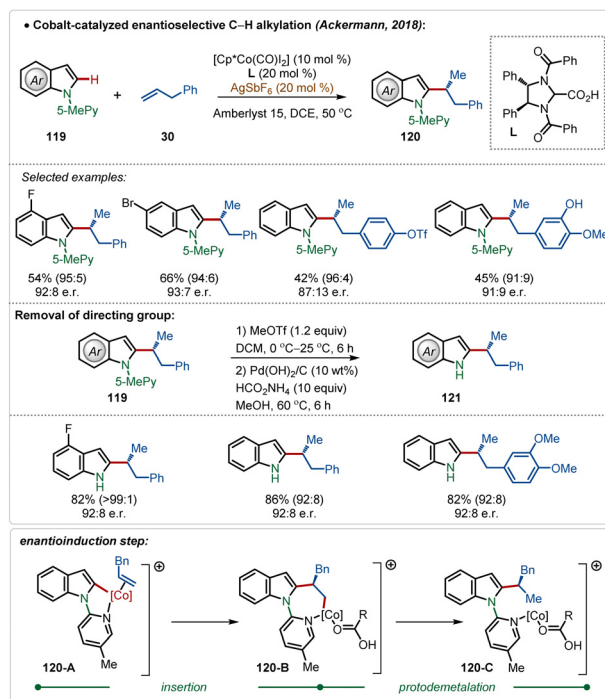 • Cobalt-catalyzed enantioselective C–H alkylation (Ackermann, 2018):
Ar
H
N
5-MePy
119
+
Ph
30
[Cp*Co(CO)I₂] (10 mol %)
L (20 mol %)
AgSbF₆ (20 mol %)
Amberlyst 15, DCE, 50 °C
Ar
Me
Ph
N
5-MePy
120
O
Ph
Ph
N
CO₂H
Ph
N
O
Ph
L
Selected examples:
F
Me
Ph
N
5-MePy
54% (95:5)
92:8 e.r.
Br
Me
Ph
N
5-MePy
66% (94:6)
93:7 e.r.
Me
OTf
N
5-MePy
42% (96:4)
87:13 e.r.
Me
OH
OMe
N
5-MePy
45% (91:9)
91:9 e.r.
Removal of directing group:
Ar
Me
Ph
N
5-MePy
119
1) MeOTf (1.2 equiv)
DCM, 0 °C–25 °C, 6 h
2) Pd(OH)₂/C (10 wt%)
HCO₂NH₄ (10 equiv)
MeOH, 60 °C, 6 h
Ar
Me
Ph
N
H
121
F
Me
Ph
N
H
82% (>99:1)
92:8 e.r.
Me
Ph
N
H
86% (92:8)
92:8 e.r.
Me
OMe
OMe
N
H
82% (92:8)
92:8 e.r.
enantioinduction step:
Bn
[Co]
N
N
Me
120-A
⊕
Bn
N
[Co]
N
O
R
OH
Me
120-B
⊕
Bn
Me
N
N
[Co]
O
R
OH
Me
120-C
⊕
insertion
protodemetalation